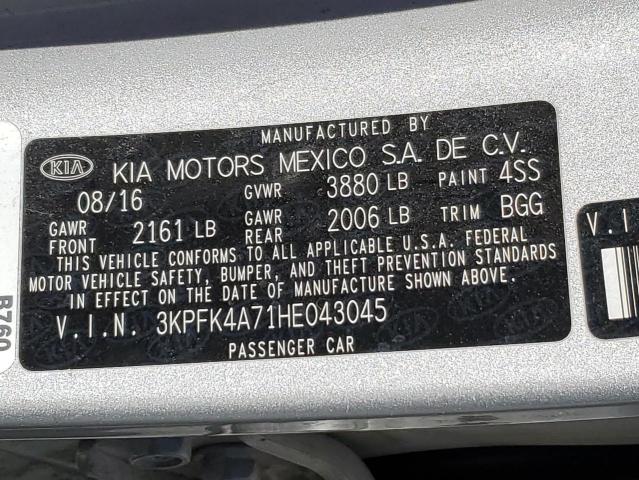 MANUFACTURED BY
KIA KIA MOTORS MEXICO S.A. DE C.V.
08/16 GVWR 3880 LB PAINT 4SS
GAWR FRONT 2161 LB GAWR REAR 2006 LB TRIM BGG
THIS VEHICLE CONFORMS TO ALL APPLICABLE U.S.A. FEDERAL
MOTOR VEHICLE SAFETY, BUMPER, AND THEFT PREVENTION STANDARDS
IN EFFECT ON THE DATE OF MANUFACTURE SHOWN ABOVE.
V.I.N. 3KPFK4A71HE043045
PASSENGER CAR
V.I
B760